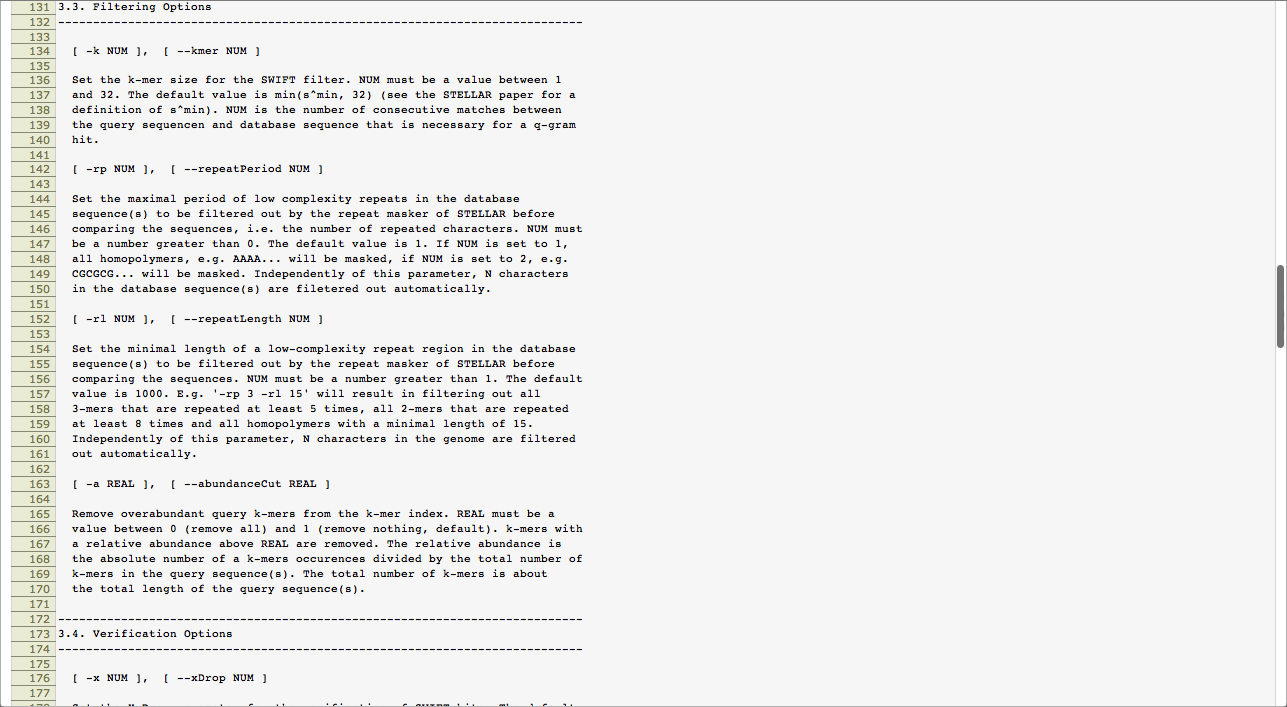 131 3.3. Filtering Options
132 ---------------------------------------------------------------------------
133
134 [ -k NUM ],  [ --kmer NUM ]
135
136 Set the k-mer size for the SWIFT filter. NUM must be a value between 1
137 and 32. The default value is min(s^min, 32) (see the STELLAR paper for a
138 definition of s^min). NUM is the number of consecutive matches between
139 the query sequencen and database sequence that is necessary for a q-gram
140 hit.
141
142 [ -rp NUM ],  [ --repeatPeriod NUM ]
143
144 Set the maximal period of low complexity repeats in the database
145 sequence(s) to be filtered out by the repeat masker of STELLAR before
146 comparing the sequences, i.e. the number of repeated characters. NUM must
147 be a number greater than 0. The default value is 1. If NUM is set to 1,
148 all homopolymers, e.g. AAAA... will be masked, if NUM is set to 2, e.g.
149 CGCGCG... will be masked. Independently of this parameter, N characters
150 in the database sequence(s) are filetered out automatically.
151
152 [ -rl NUM ],  [ --repeatLength NUM ]
153
154 Set the minimal length of a low-complexity repeat region in the database
155 sequence(s) to be filtered out by the repeat masker of STELLAR before
156 comparing the sequences. NUM must be a number greater than 1. The default
157 value is 1000. E.g. '-rp 3 -rl 15' will result in filtering out all
158 3-mers that are repeated at least 5 times, all 2-mers that are repeated
159 at least 8 times and all homopolymers with a minimal length of 15.
160 Independently of this parameter, N characters in the genome are filtered
161 out automatically.
162
163 [ -a REAL ],  [ --abundanceCut REAL ]
164
165 Remove overabundant query k-mers from the k-mer index. REAL must be a
166 value between 0 (remove all) and 1 (remove nothing, default). k-mers with
167 a relative abundance above REAL are removed. The relative abundance is
168 the absolute number of a k-mers occurences divided by the total number of
169 k-mers in the query sequence(s). The total number of k-mers is about
170 the total length of the query sequence(s).
171
172 ---------------------------------------------------------------------------
173 3.4. Verification Options
174 ---------------------------------------------------------------------------
175
176 [ -x NUM ],  [ --xDrop NUM ]
177